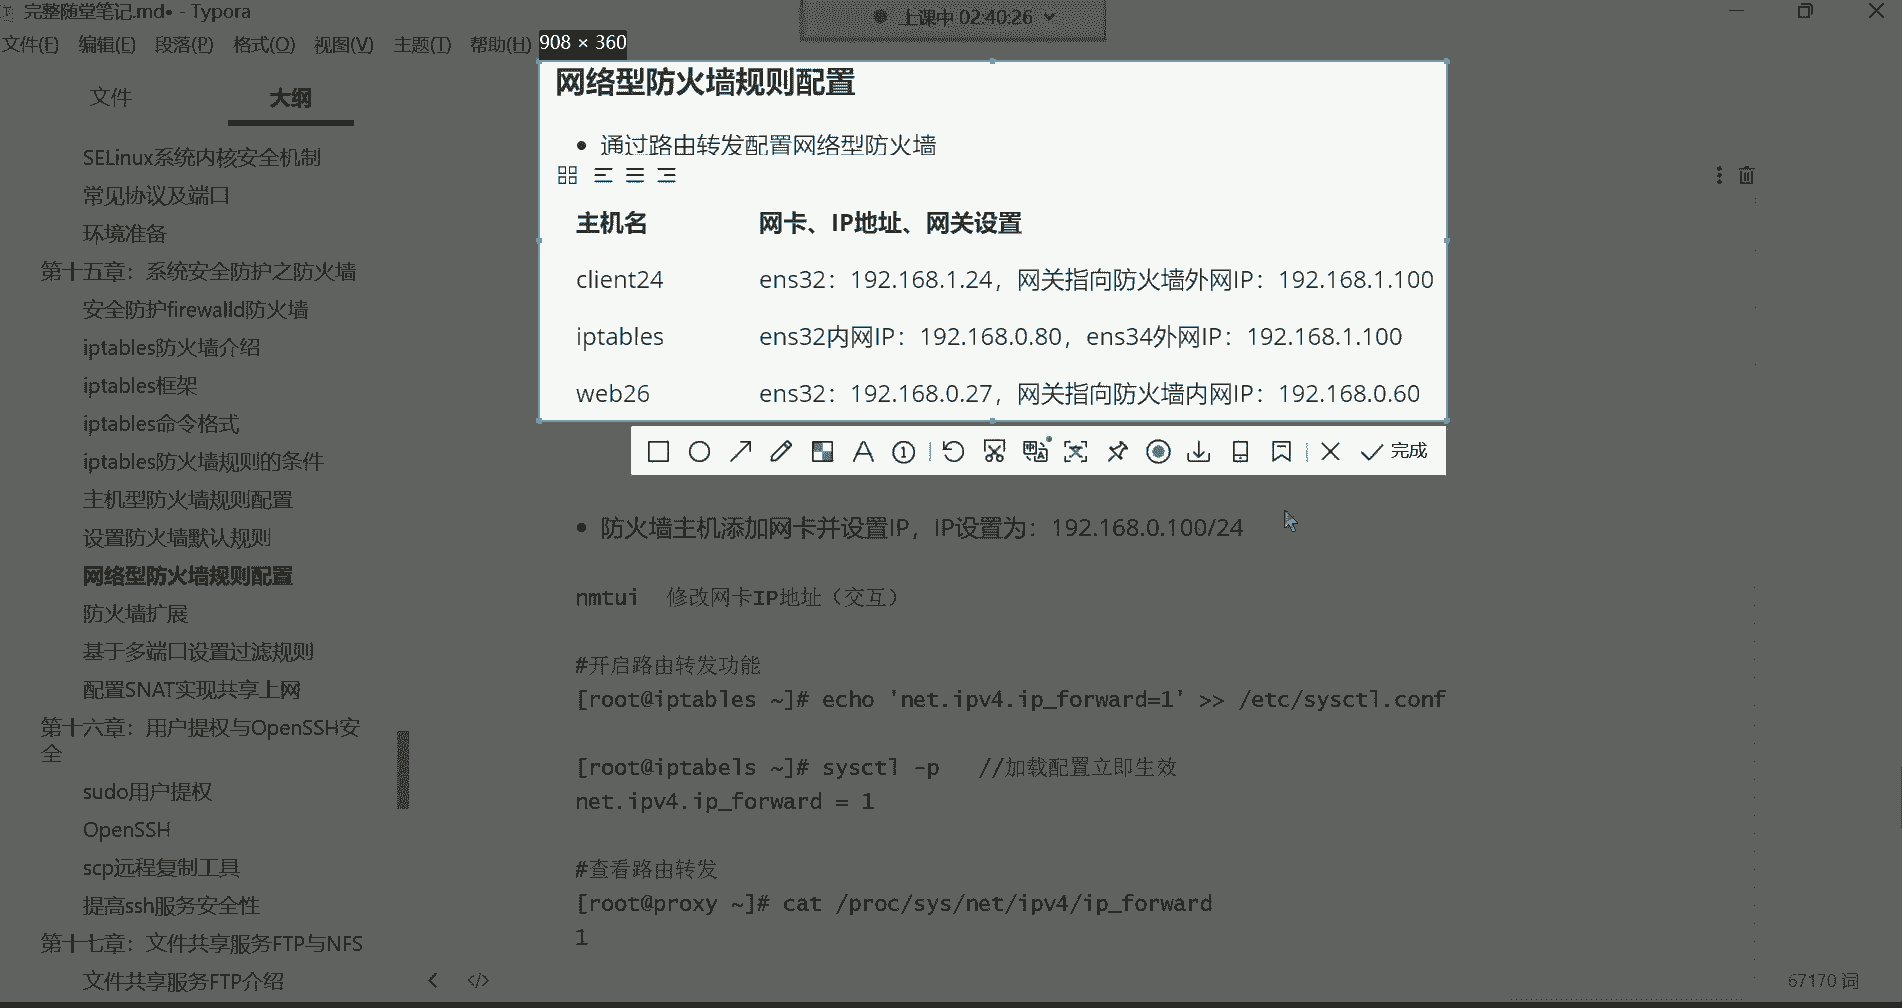 完整随堂笔记.md• - Typora
上课中 02:40:26
文件(F) 编辑(E) 段落(P) 格式(O) 视图(V) 主题(T) 帮助(H)
908 × 360
文件 大纲
SELinux系统内核安全机制
常见协议及端口
环境准备
第十五章：系统安全防护之防火墙
安全防护firewalld防火墙
iptables防火墙介绍
iptables框架
iptables命令格式
iptables防火墙规则的条件
主机型防火墙规则配置
设置防火墙默认规则
网络型防火墙规则配置
防火墙扩展
基于多端口设置过滤规则
配置SNAT实现共享上网
第十六章：用户提权与OpenSSH安
全
sudo用户提权
OpenSSH
scp远程复制工具
提高ssh服务安全性
第十七章：文件共享服务FTP与NFS
文件共享服务FTP介绍
网络型防火墙规则配置
• 通过路由转发配置网络型防火墙
主机名 网卡、IP地址、网关设置
client24 ens32：192.168.1.24，网关指向防火墙外网IP：192.168.1.100
iptables ens32内网IP：192.168.0.80，ens34外网IP：192.168.1.100
web26 ens32：192.168.0.27，网关指向防火墙内网IP：192.168.0.60
完成
• 防火墙主机添加网卡并设置IP，IP设置为：192.168.0.100/24
nmtui 修改网卡IP地址（交互）
#开启路由转发功能
[root@iptables ~]# echo 'net.ipv4.ip_forward=1' >> /etc/sysctl.conf
[root@iptabels ~]# sysctl -p //加载配置立即生效
net.ipv4.ip_forward = 1
#查看路由转发
[root@proxy ~]# cat /proc/sys/net/ipv4/ip_forward
1
67170 词